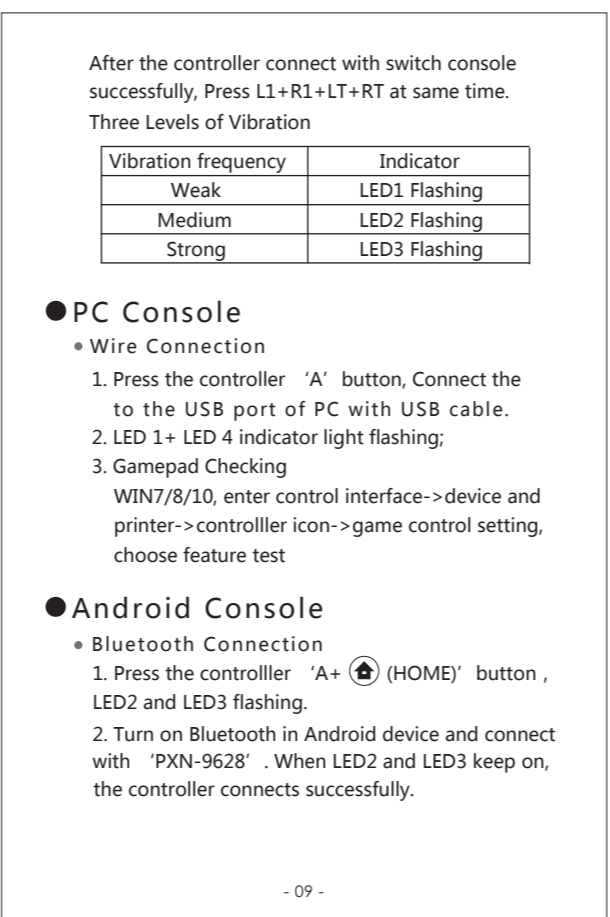 After the controller connect with switch console
successfully, Press L1+R1+LT+RT at same time.
Three Levels of Vibration
Vibration frequency Indicator
Weak LED1 Flashing
Medium LED2 Flashing
Strong LED3 Flashing
●PC Console
• Wire Connection
1. Press the controller ‘A’ button, Connect the
to the USB port of PC with USB cable.
2. LED 1+ LED 4 indicator light flashing;
3. Gamepad Checking
WIN7/8/10, enter control interface->device and
printer->controlller icon->game control setting,
choose feature test
●Android Console
• Bluetooth Connection
1. Press the controlller ‘A+ (HOME)’ button ,
LED2 and LED3 flashing.
2. Turn on Bluetooth in Android device and connect
with ‘PXN-9628’ . When LED2 and LED3 keep on,
the controller connects successfully.
- 09 -